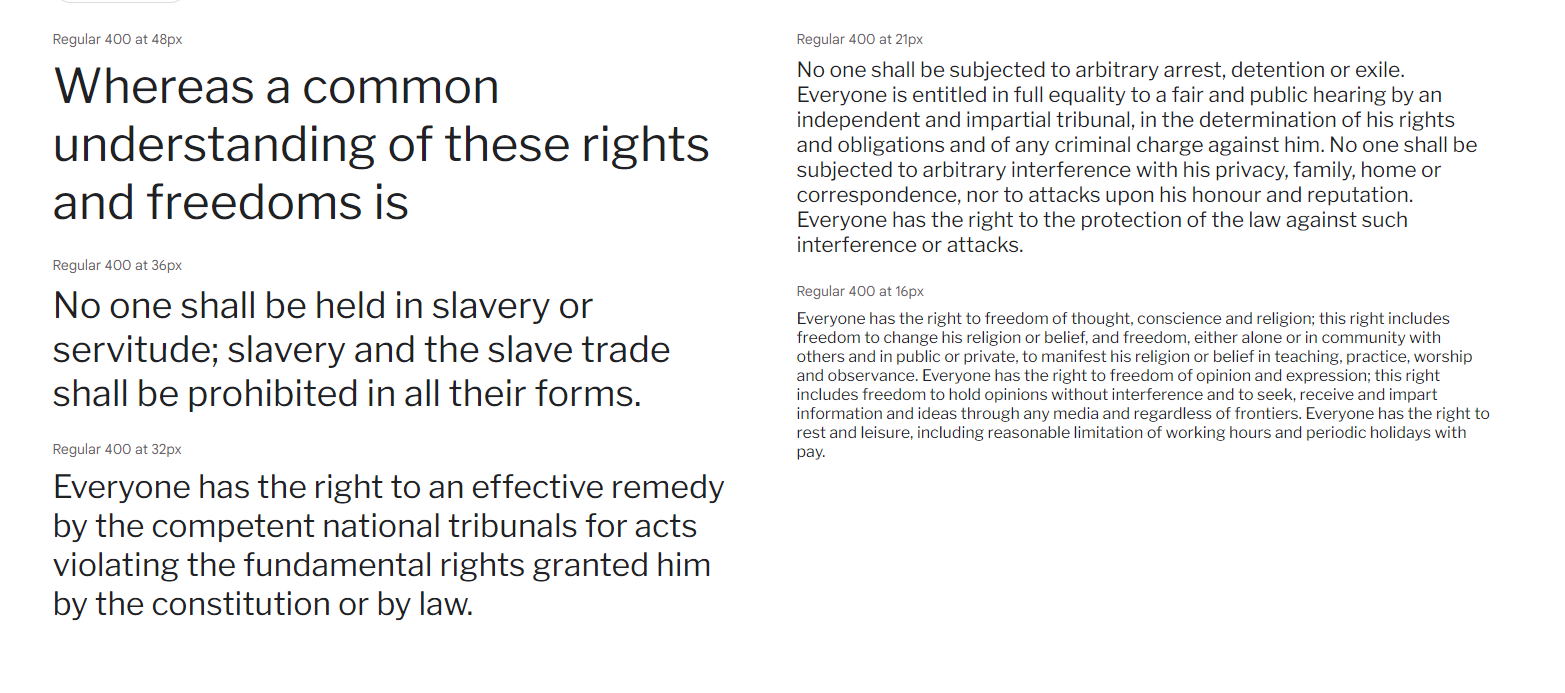 Regular 400 at 48px
Whereas a common
understanding of these rights
and freedoms is
Regular 400 at 36px
No one shall be held in slavery or
servitude; slavery and the slave trade
shall be prohibited in all their forms.
Regular 400 at 32px
Everyone has the right to an effective remedy
by the competent national tribunals for acts
violating the fundamental rights granted him
by the constitution or by law.
Regular 400 at 21px
No one shall be subjected to arbitrary arrest, detention or exile.
Everyone is entitled in full equality to a fair and public hearing by an
independent and impartial tribunal, in the determination of his rights
and obligations and of any criminal charge against him. No one shall be
subjected to arbitrary interference with his privacy, family, home or
correspondence, nor to attacks upon his honour and reputation.
Everyone has the right to the protection of the law against such
interference or attacks.
Regular 400 at 16px
Everyone has the right to freedom of thought, conscience and religion; this right includes
freedom to change his religion or belief, and freedom, either alone or in community with
others and in public or private, to manifest his religion or belief in teaching, practice, worship
and observance. Everyone has the right to freedom of opinion and expression; this right
includes freedom to hold opinions without interference and to seek, receive and impart
information and ideas through any media and regardless of frontiers. Everyone has the right to
rest and leisure, including reasonable limitation of working hours and periodic holidays with
pay.